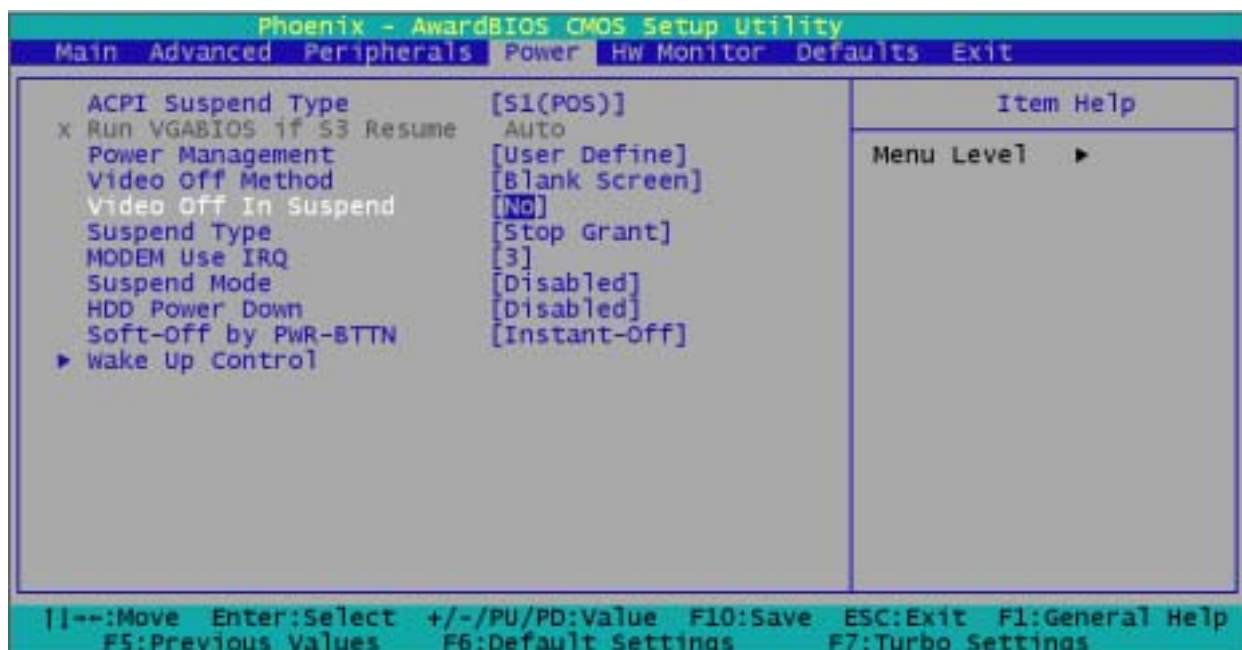 Phoenix - AwardBIOS CMOS Setup Utility
Main Advanced Peripherals Power HW Monitor Defaults Exit
ACPI Suspend Type [S1(POS)]
x Run VGABIOS if S3 Resume Auto
Power Management [User Define]
Video Off Method [Blank Screen]
Video Off In Suspend [No]
Suspend Type [Stop Grant]
MODEM Use IRQ [3]
Suspend Mode [Disabled]
HDD Power Down [Disabled]
Soft-Off by PWR-BTTN [Instant-Off]
▶ Wake Up Control
Item Help
Menu Level ▶
↑↓→←:Move Enter:Select +/-/PU/PD:Value F10:Save ESC:Exit F1:General Help
F5:Previous Values F6:Default Settings F7:Turbo Settings